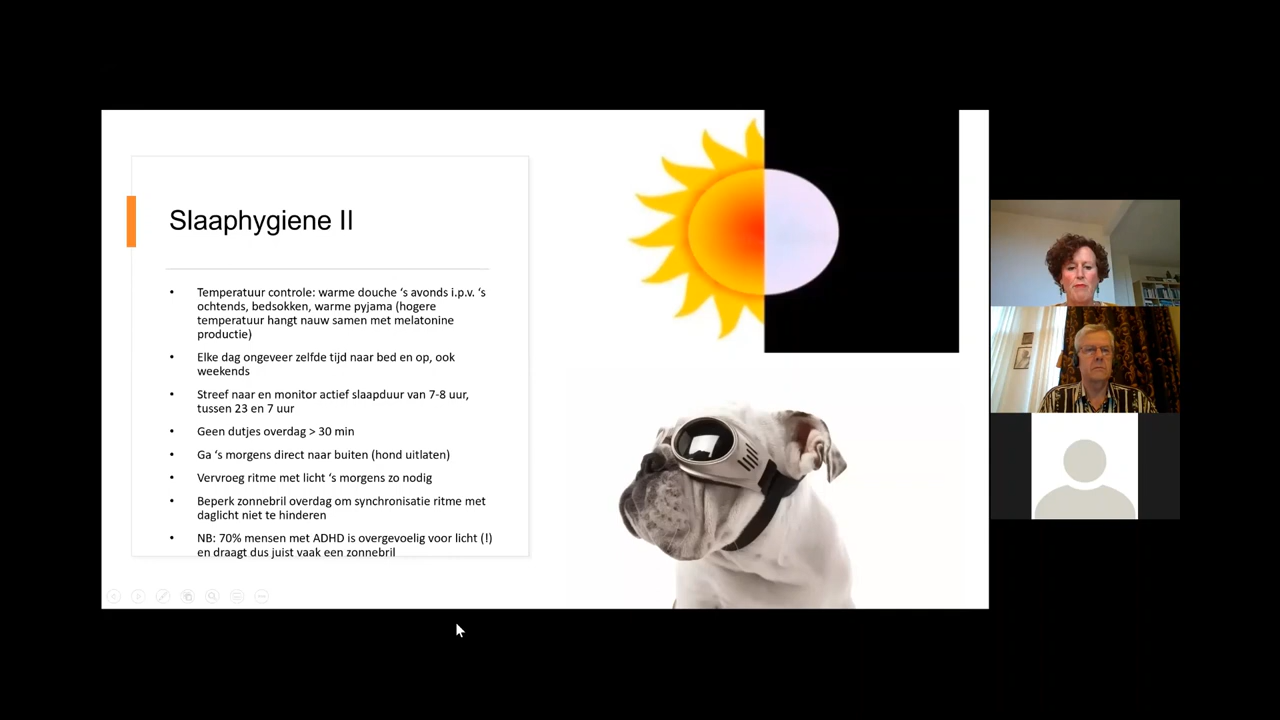 Slaaphygiene II
• Temperatuur controle: warme douche ‘s avonds i.p.v. ‘s
ochtends, bedsokken, warme pyjama (hogere
temperatuur hangt nauw samen met melatonine
productie)
• Elke dag ongeveer zelfde tijd naar bed en op, ook
weekends
• Streef naar en monitor actief slaapduur van 7-8 uur,
tussen 23 en 7 uur
• Geen dutjes overdag > 30 min
• Ga ‘s morgens direct naar buiten (hond uitlaten)
• Vervroeg ritme met licht ‘s morgens zo nodig
• Beperk zonnebril overdag om synchronisatie ritme met
daglicht niet te hinderen
• NB: 70% mensen met ADHD is overgevoelig voor licht (!)
en draagt dus juist vaak een zonnebril